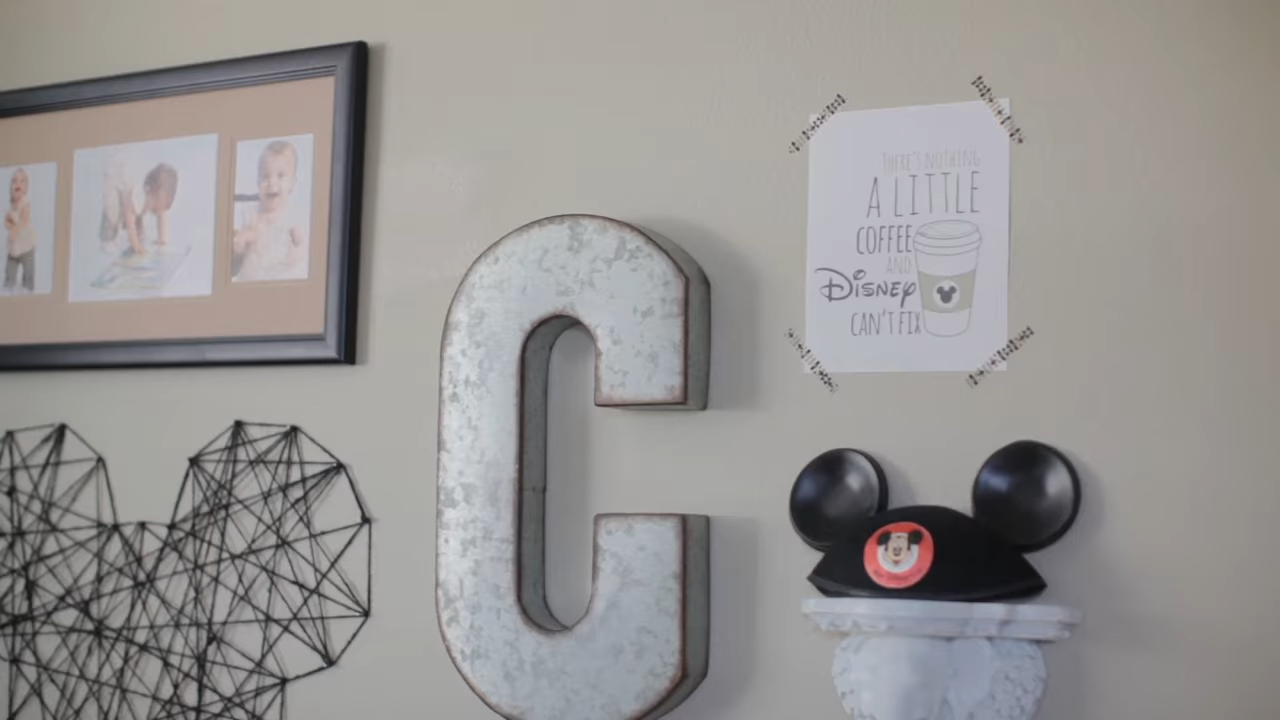 C
THERE'S NOTHING
A LITTLE
COFFEE
AND
DISNEY
CAN'T FIX